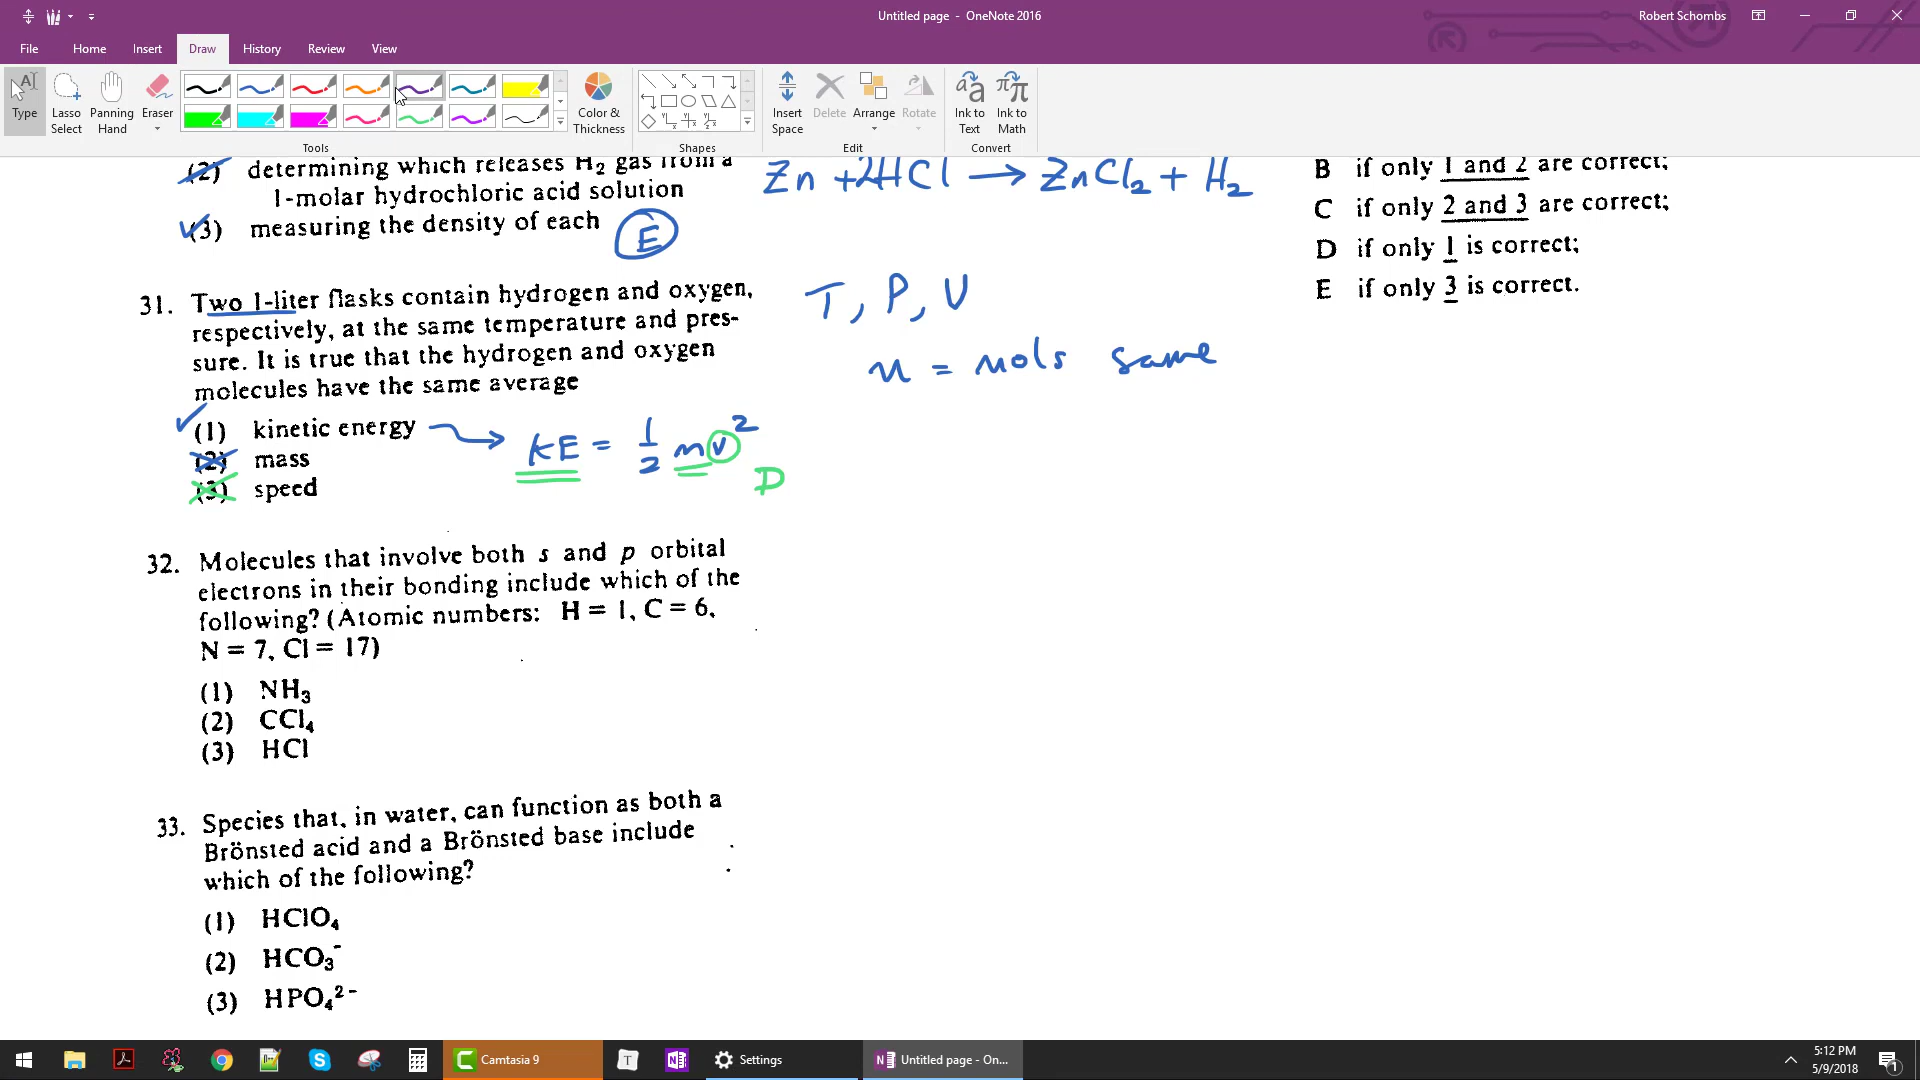 Untitled page - OneNote 2016
Robert Schombs
File Home Insert Draw History Review View
Type
Lasso Select
Panning Hand
Eraser
Color & Thickness
Insert Space
Delete
Arrange
Rotate
Ink to Text
Ink to Math
Tools Shapes Edit Convert
(2) determining which releases H₂ gas from a
1-molar hydrochloric acid solution
(3) measuring the density of each
E
Zn + 2HCl → ZnCl₂ + H₂
B if only 1 and 2 are correct;
C if only 2 and 3 are correct;
D if only 1 is correct;
E if only 3 is correct.
31. Two 1-liter flasks contain hydrogen and oxygen,
respectively, at the same temperature and pres-
sure. It is true that the hydrogen and oxygen
molecules have the same average
T, P, V
n = mols same
(1) kinetic energy
KE = 1/2 mv²
(2) mass
(3) speed
D
32. Molecules that involve both s and p orbital
electrons in their bonding include which of the
following? (Atomic numbers: H = 1, C = 6,
N = 7, Cl = 17)
(1) NH₃
(2) CCl₄
(3) HCl
33. Species that, in water, can function as both a
Brönsted acid and a Brönsted base include
which of the following?
(1) HClO₄
(2) HCO₃⁻
(3) HPO₄²⁻
Camtasia 9
Settings
Untitled page - On...
5:12 PM
5/9/2018